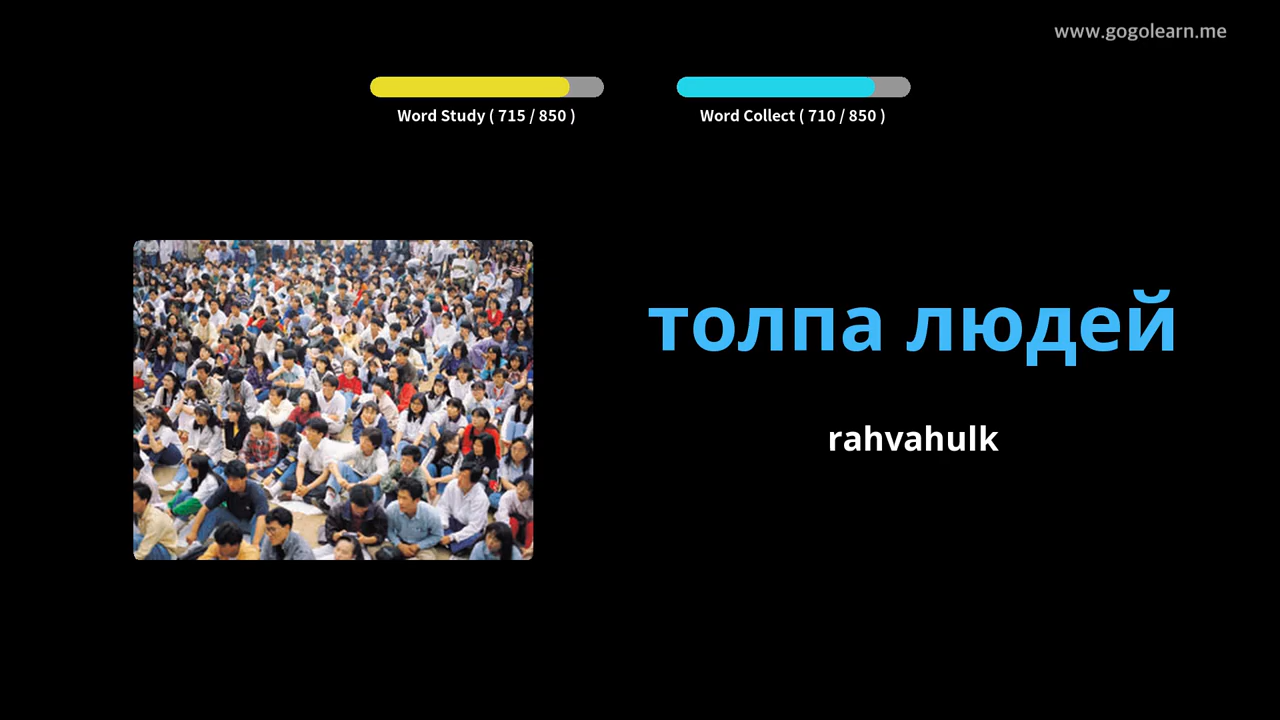 www.gogolearn.me
Word Study ( 715 / 850 )
Word Collect ( 710 / 850 )
толпа людей
rahvahulk